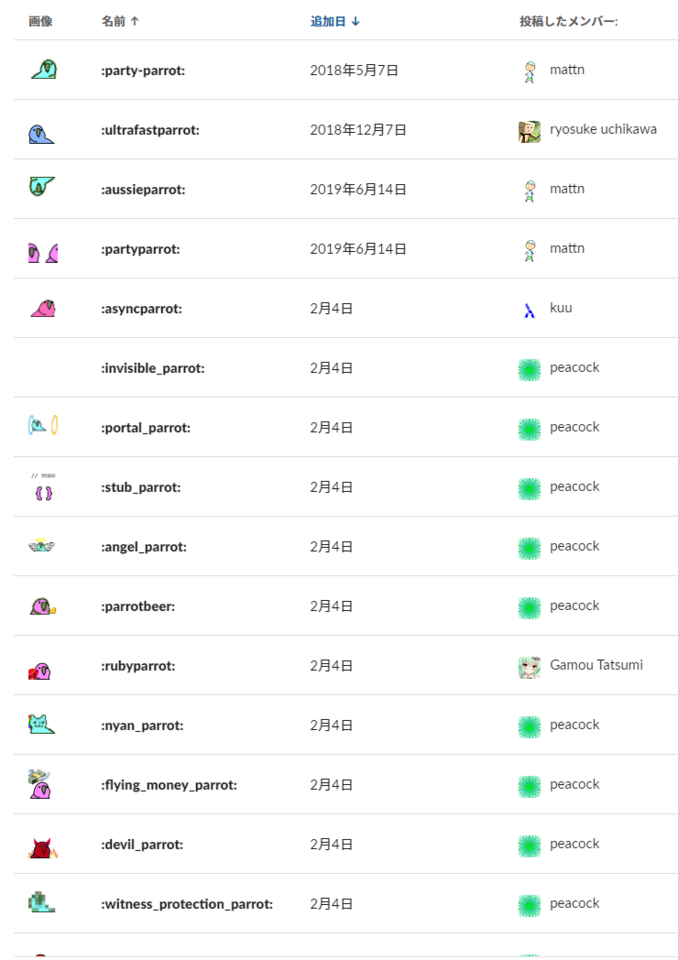 画像 名前 ↑ 追加日 ↓ 投稿したメンバー:
:party-parrot: 2018年5月7日 mattn
:ultrafastparrot: 2018年12月7日 ryosuke uchikawa
:aussieparrot: 2019年6月14日 mattn
:partyparrot: 2019年6月14日 mattn
:asyncparrot: 2月4日 kuu
:invisible_parrot: 2月4日 peacock
:portal_parrot: 2月4日 peacock
// TODO
{ }
:stub_parrot: 2月4日 peacock
:angel_parrot: 2月4日 peacock
:parrotbeer: 2月4日 peacock
:rubyparrot: 2月4日 Gamou Tatsumi
:nyan_parrot: 2月4日 peacock
:flying_money_parrot: 2月4日 peacock
:devil_parrot: 2月4日 peacock
:witness_protection_parrot: 2月4日 peacock